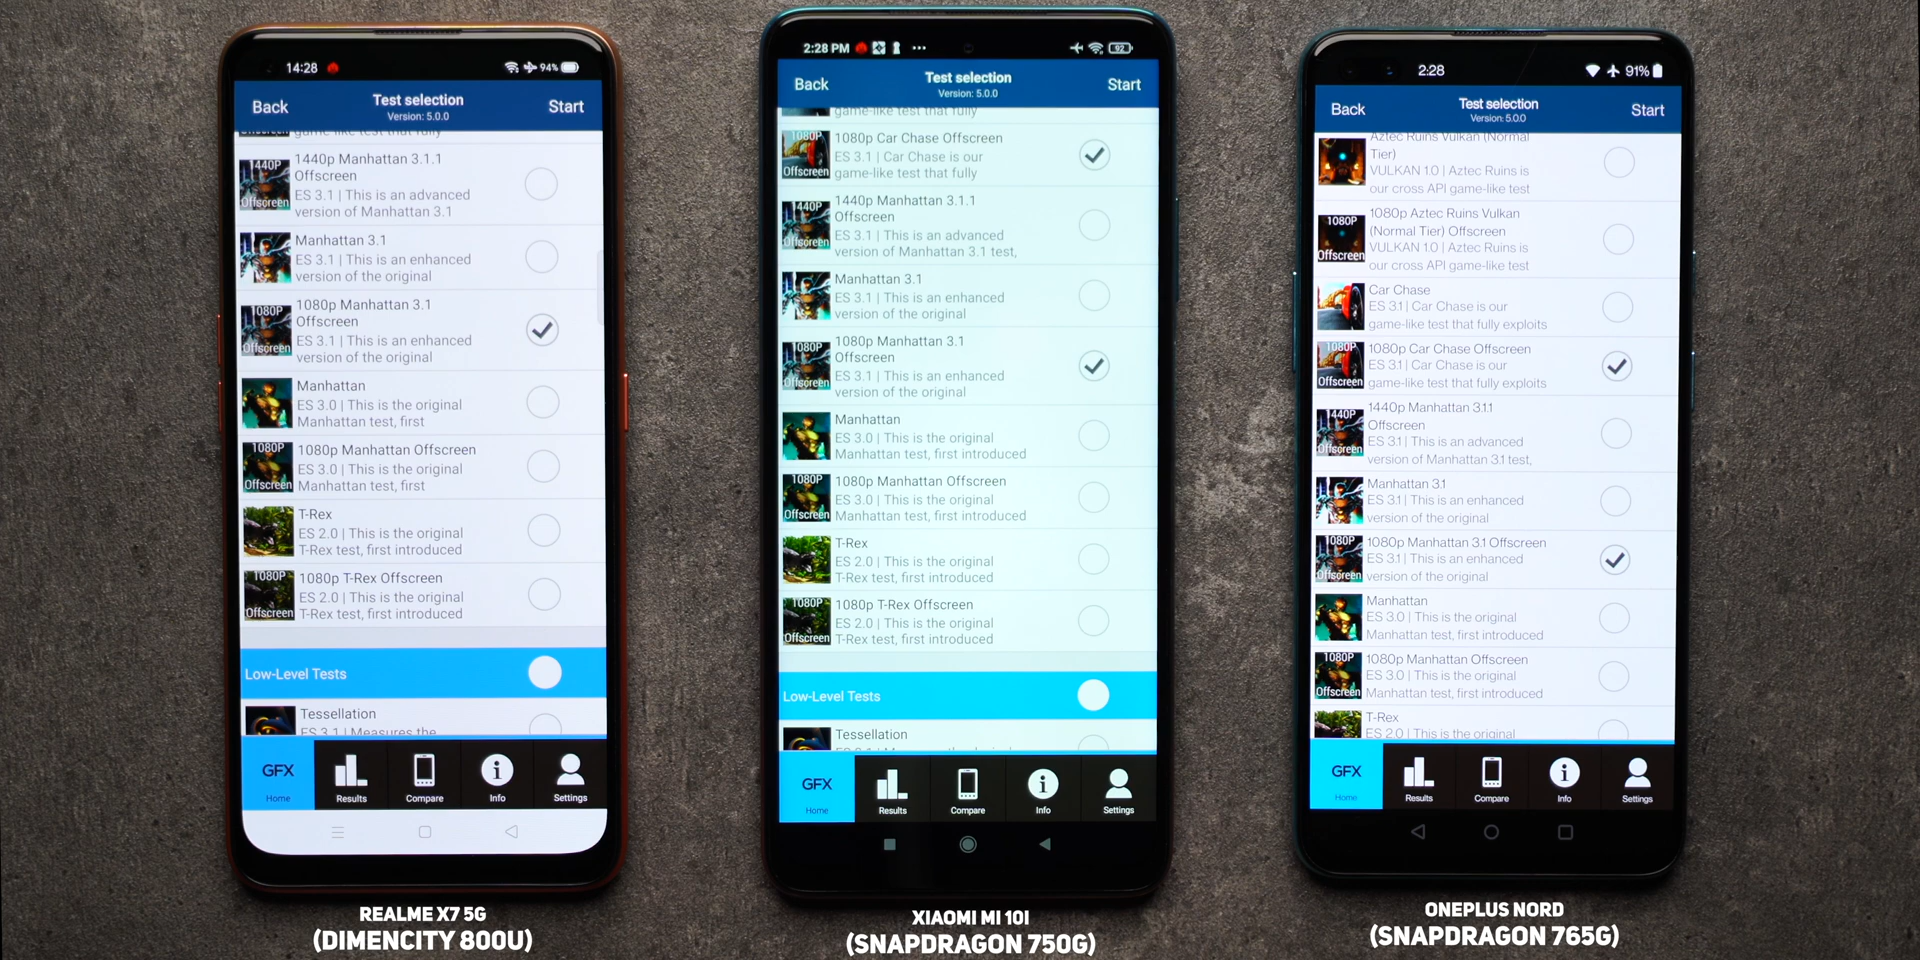 14:28
94%
Back
Test selection
Version: 5.0.0
Start
game-like test that fully
1440P
Offscreen
1440p Manhattan 3.1.1
Offscreen
ES 3.1 | This is an advanced
version of Manhattan 3.1
Manhattan 3.1
ES 3.1 | This is an enhanced
version of the original
1080P
Offscreen
1080p Manhattan 3.1
Offscreen
ES 3.1 | This is an enhanced
version of the original
Manhattan
ES 3.0 | This is the original
Manhattan test, first
1080P
Offscreen
1080p Manhattan Offscreen
ES 3.0 | This is the original
Manhattan test, first
T-Rex
ES 2.0 | This is the original
T-Rex test, first introduced
1080P
Offscreen
1080p T-Rex Offscreen
ES 2.0 | This is the original
T-Rex test, first introduced
Low-Level Tests
Tessellation
ES 3.1 | Measures the
GFX
Home
Results
Compare
Info
Settings
REALME X7 5G
(DIMENCITY 800U)
2:28 PM
92
Back
Test selection
Version: 5.0.0
Start
game-like test that fully
1080P
Offscreen
1080p Car Chase Offscreen
ES 3.1 | Car Chase is our
game-like test that fully
1440P
Offscreen
1440p Manhattan 3.1.1
Offscreen
ES 3.1 | This is an advanced
version of Manhattan 3.1 test,
Manhattan 3.1
ES 3.1 | This is an enhanced
version of the original
1080P
Offscreen
1080p Manhattan 3.1
Offscreen
ES 3.1 | This is an enhanced
version of the original
Manhattan
ES 3.0 | This is the original
Manhattan test, first introduced
1080P
Offscreen
1080p Manhattan Offscreen
ES 3.0 | This is the original
Manhattan test, first introduced
T-Rex
ES 2.0 | This is the original
T-Rex test, first introduced
1080P
Offscreen
1080p T-Rex Offscreen
ES 2.0 | This is the original
T-Rex test, first introduced
Low-Level Tests
Tessellation
GFX
Home
Results
Compare
Info
Settings
XIAOMI MI 10I
(SNAPDRAGON 750G)
2:28
91%
Back
Test selection
Version: 5.0.0
Start
Aztec Ruins Vulkan (Normal
Tier)
VULKAN 1.0 | Aztec Ruins is
our cross API game-like test
1080P
Offscreen
1080p Aztec Ruins Vulkan
(Normal Tier) Offscreen
VULKAN 1.0 | Aztec Ruins is
our cross API game-like test
Car Chase
ES 3.1 | Car Chase is our
game-like test that fully exploits
1080P
Offscreen
1080p Car Chase Offscreen
ES 3.1 | Car Chase is our
game-like test that fully exploits
1440P
Offscreen
1440p Manhattan 3.1.1
Offscreen
ES 3.1 | This is an advanced
version of Manhattan 3.1 test,
Manhattan 3.1
ES 3.1 | This is an enhanced
version of the original
1080P
Offscreen
1080p Manhattan 3.1 Offscreen
ES 3.1 | This is an enhanced
version of the original
Manhattan
ES 3.0 | This is the original
Manhattan test, first introduced
1080P
Offscreen
1080p Manhattan Offscreen
ES 3.0 | This is the original
Manhattan test, first introduced
T-Rex
ES 2.0 | This is the original
GFX
Home
Results
Compare
Info
Settings
ONEPLUS NORD
(SNAPDRAGON 765G)